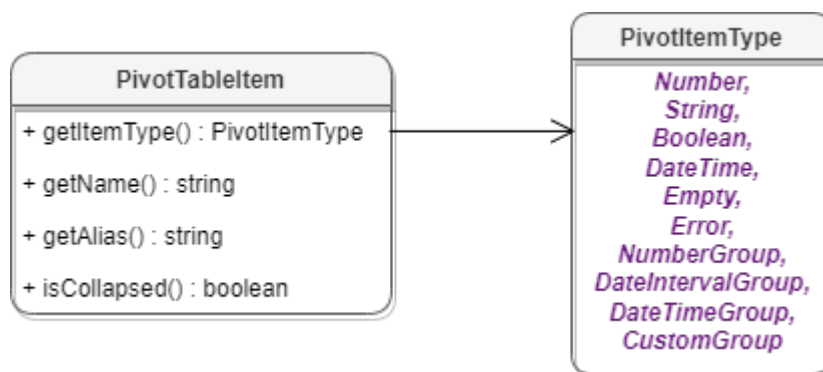 PivotTableItem
+ getItemType() : PivotItemType
+ getName() : string
+ getAlias() : string
+ isCollapsed() : boolean
PivotItemType
Number,
String,
Boolean,
DateTime,
Empty,
Error,
NumberGroup,
DateIntervalGroup,
DateTimeGroup,
CustomGroup